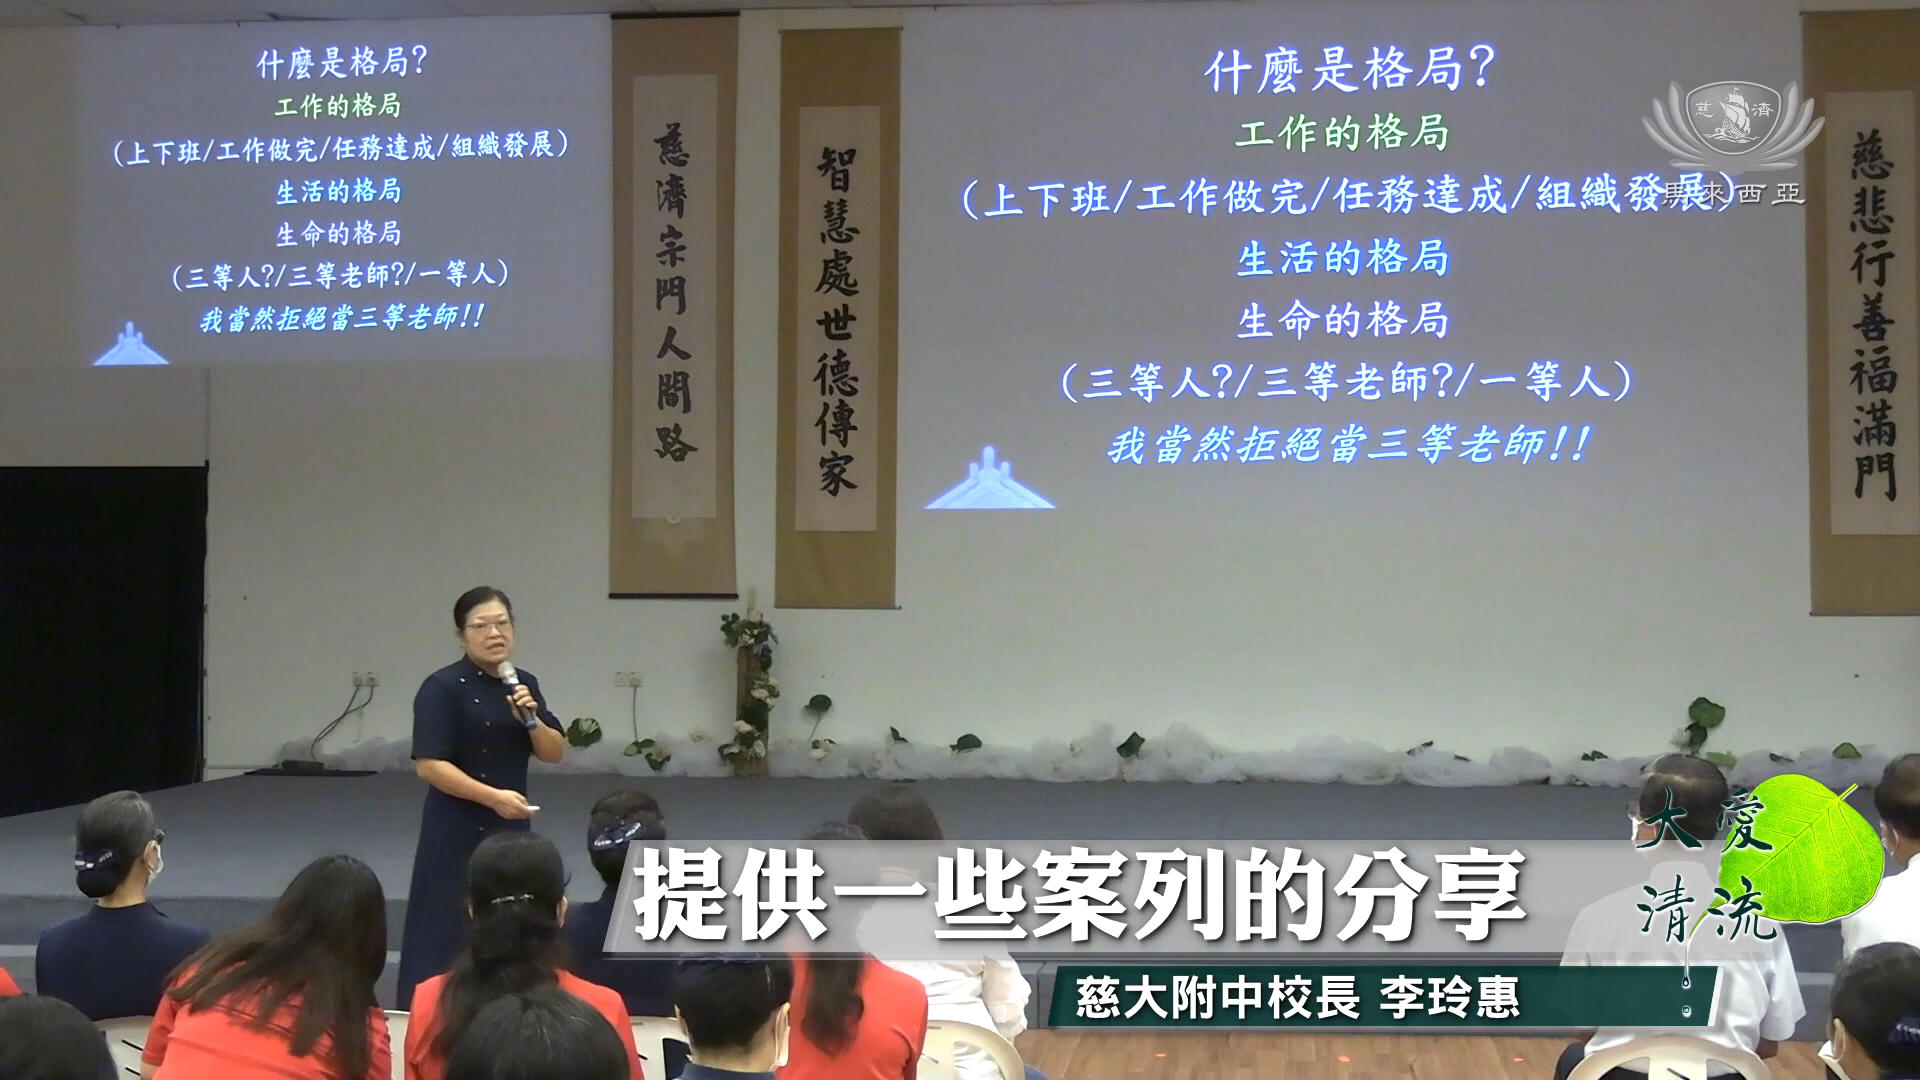 什麼是格局?
工作的格局
(上下班/工作做完/任務達成/組織發展)
生活的格局
生命的格局
(三等人?/三等老師?/一等人)
我當然拒絕當三等老師!!
慈濟宗門人間路
智慧處世德傳家
什麼是格局?
工作的格局
(上下班/工作做完/任務達成/組織發展)
生活的格局
生命的格局
(三等人?/三等老師?/一等人)
我當然拒絕當三等老師!!
慈濟
馬來西亞
慈悲行善福滿門
大愛
清流
提供一些案列的分享
慈大附中校長 李玲惠